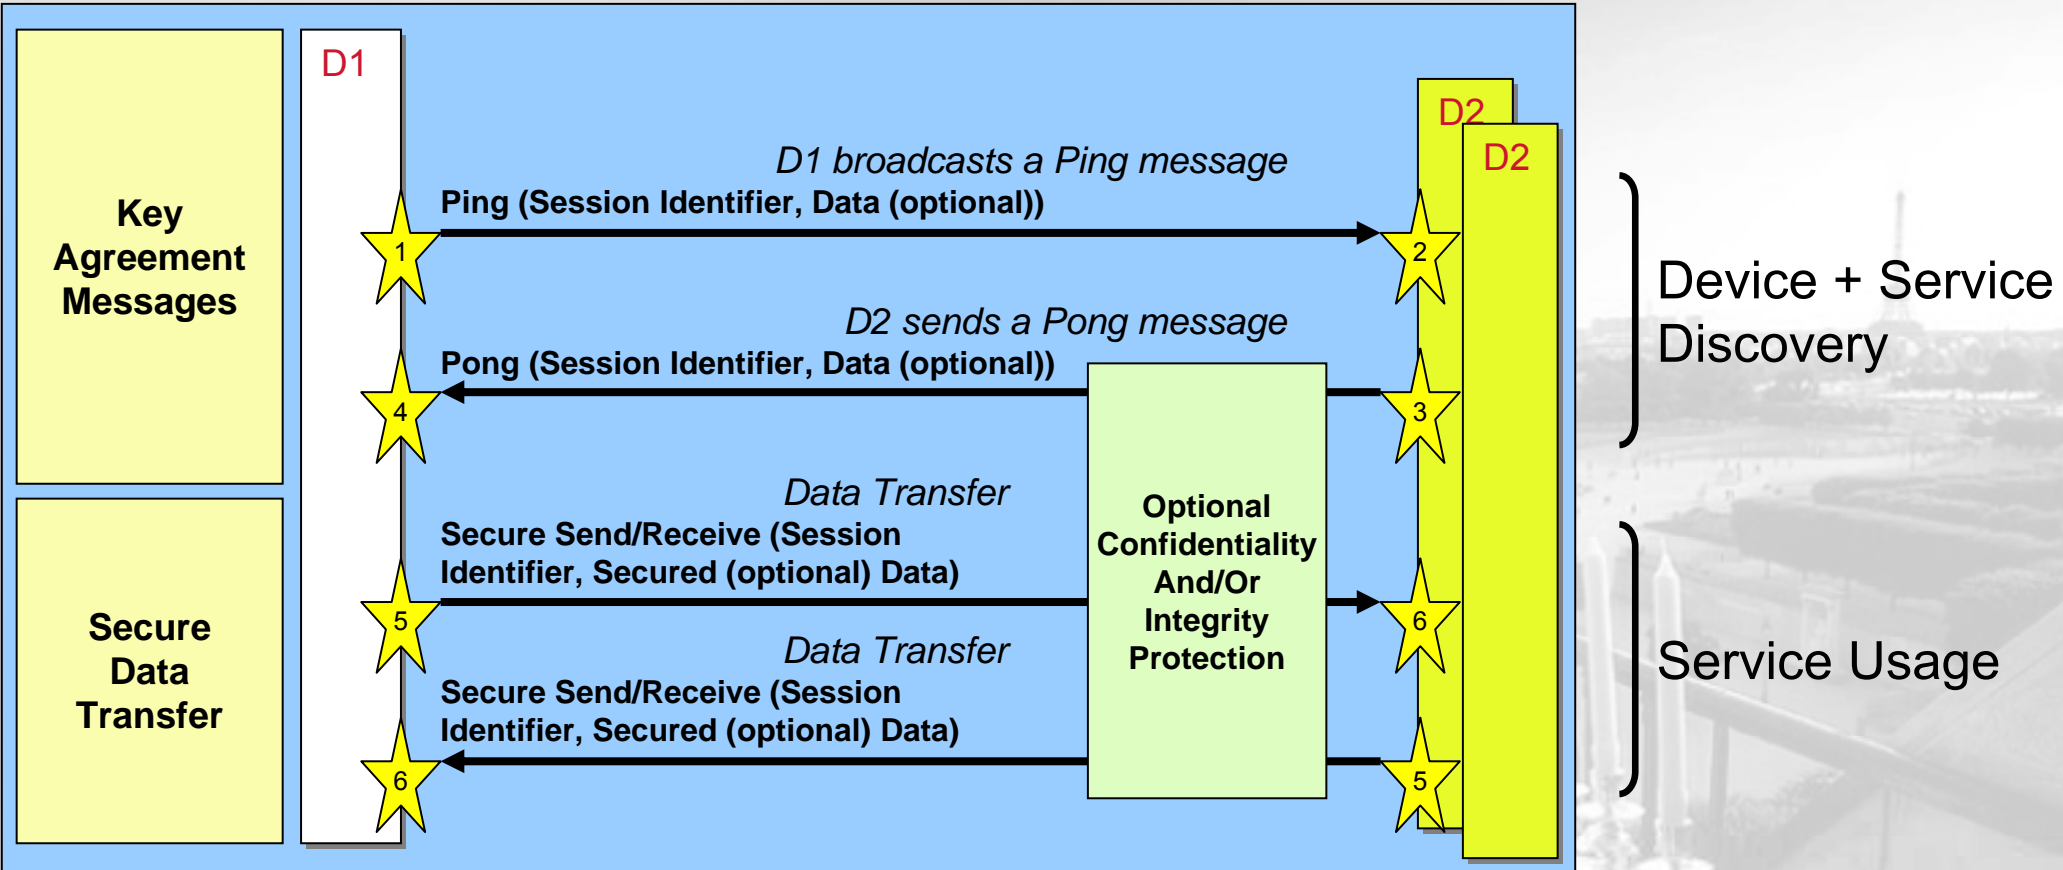 Key
Agreement
Messages
Secure
Data
Transfer
D1
D2
D2
D1 broadcasts a Ping message
Ping (Session Identifier, Data (optional))
1
2
D2 sends a Pong message
Pong (Session Identifier, Data (optional))
4
3
Data Transfer
Secure Send/Receive (Session
Identifier, Secured (optional) Data)
5
6
Data Transfer
Secure Send/Receive (Session
Identifier, Secured (optional) Data)
6
5
Optional
Confidentiality
And/Or
Integrity
Protection
Device + Service
Discovery
Service Usage